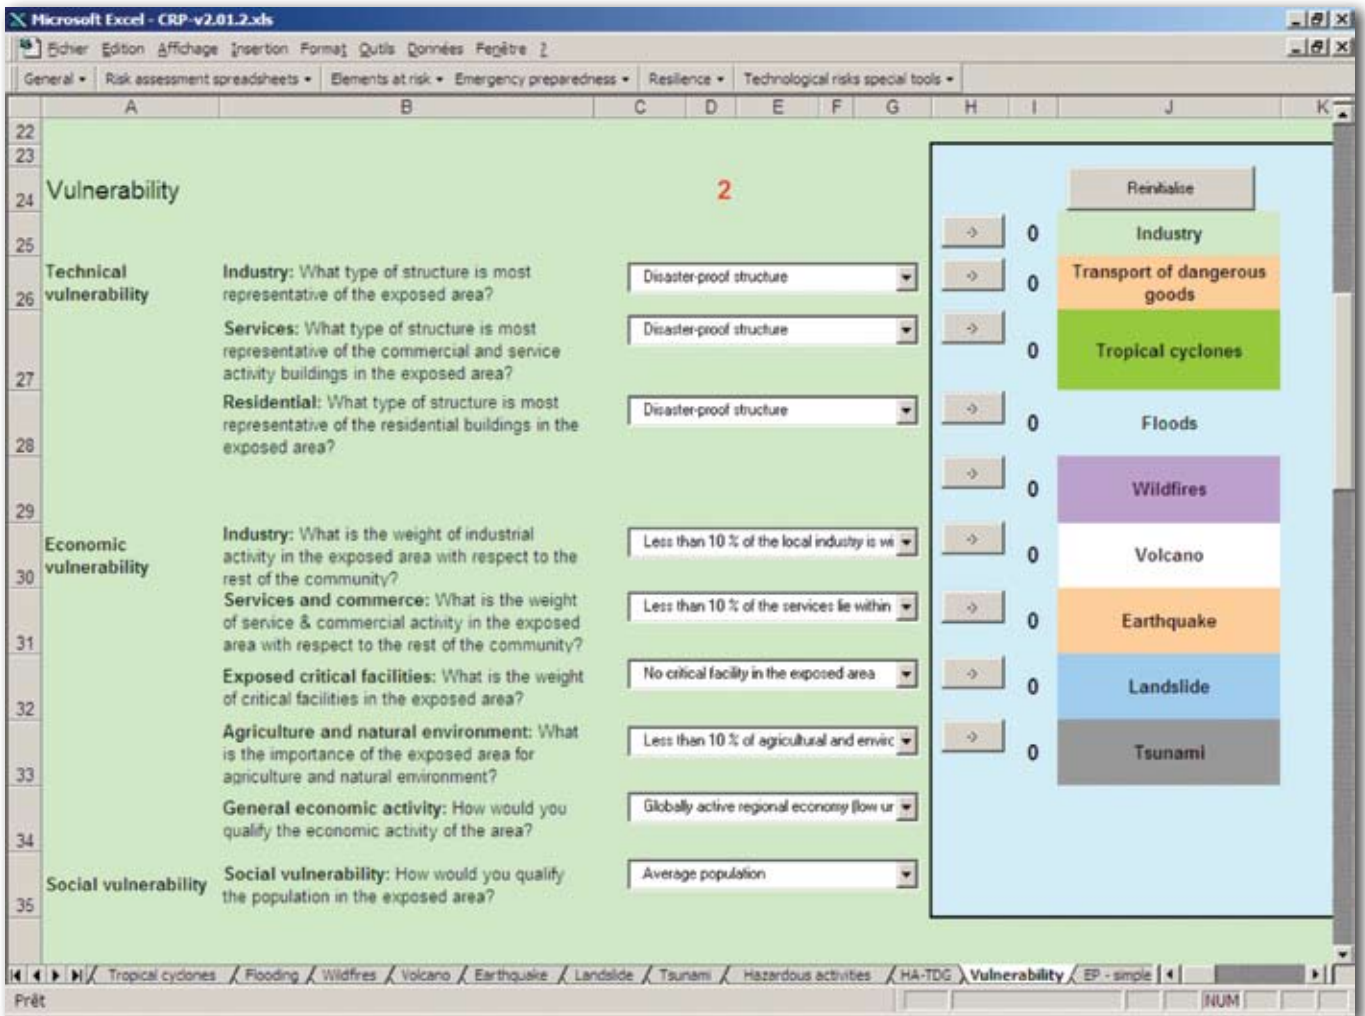 Microsoft Excel - CRP-v2.01.2.xls
Fichier Edition Affichage Insertion Format Outils Données Fenêtre ?
General Risk assessment spreadsheets Elements at risk Emergency preparedness Resilience Technological risks special tools
A B C D E F G H I J K
22
23
24 Vulnerability 2 Reinitialise
25 -> 0 Industry
26 Technical vulnerability
Industry: What type of structure is most
representative of the exposed area?
Disaster-proof structure
-> 0 Transport of dangerous
goods
27
Services: What type of structure is most
representative of the commercial and service
activity buildings in the exposed area?
Disaster-proof structure
-> 0 Tropical cyclones
28
Residential: What type of structure is most
representative of the residential buildings in the
exposed area?
Disaster-proof structure
-> 0 Floods
29 -> 0 Wildfires
30 Economic vulnerability
Industry: What is the weight of industrial
activity in the exposed area with respect to the
rest of the community?
Less than 10 % of the local industry is wi
-> 0 Volcano
31
Services and commerce: What is the weight
of service & commercial activity in the exposed
area with respect to the rest of the community?
Less than 10 % of the services lie within
-> 0 Earthquake
32
Exposed critical facilities: What is the weight
of critical facilities in the exposed area?
No critical facility in the exposed area
-> 0 Landslide
33
Agriculture and natural environment: What
is the importance of the exposed area for
agriculture and natural environment?
Less than 10 % of agricultural and envirc
-> 0 Tsunami
34
General economic activity: How would you
qualify the economic activity of the area?
Globally active regional economy (low ur
35 Social vulnerability
Social vulnerability: How would you qualify
the population in the exposed area?
Average population
Tropical cyclones Flooding Wildfires Volcano Earthquake Landslide Tsunami Hazardous activities HA-TDG Vulnerability EP - simple
Prêt NUM